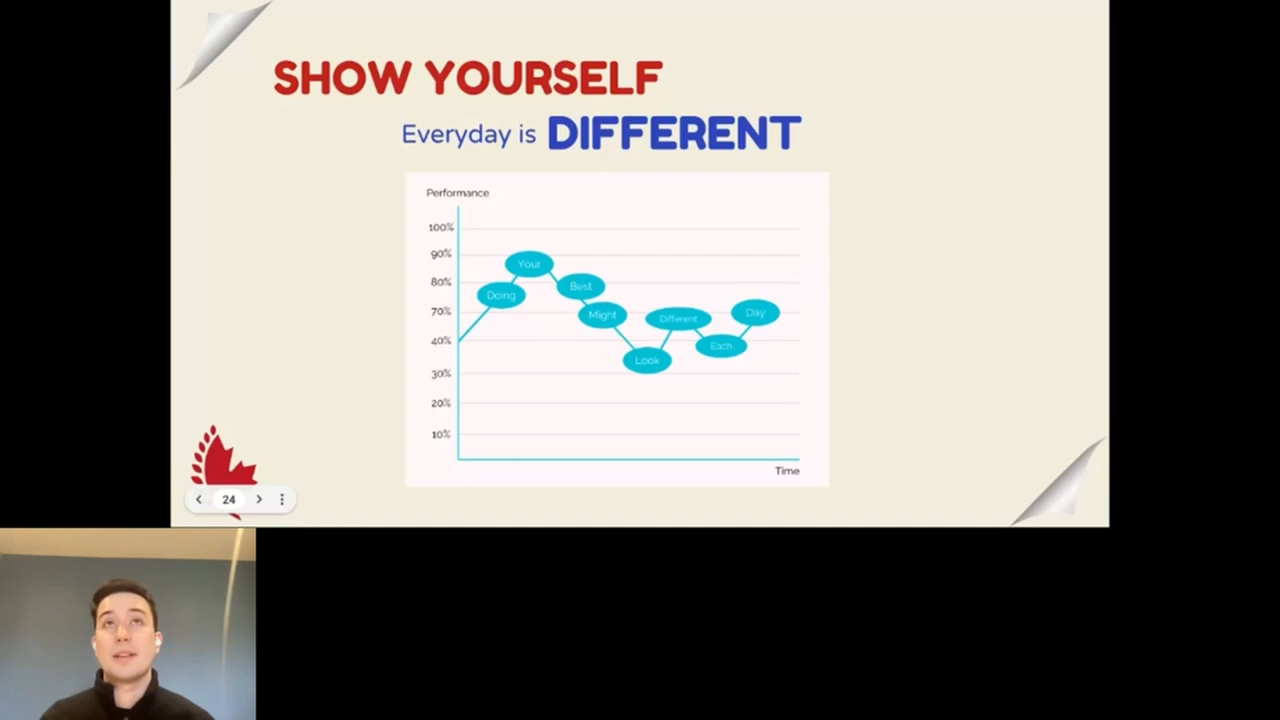 SHOW YOURSELF
Everyday is DIFFERENT
Performance
100%
90%
80%
70%
40%
30%
20%
10%
Doing
Your
Best
Might
Look
Different
Each
Day
Time
24